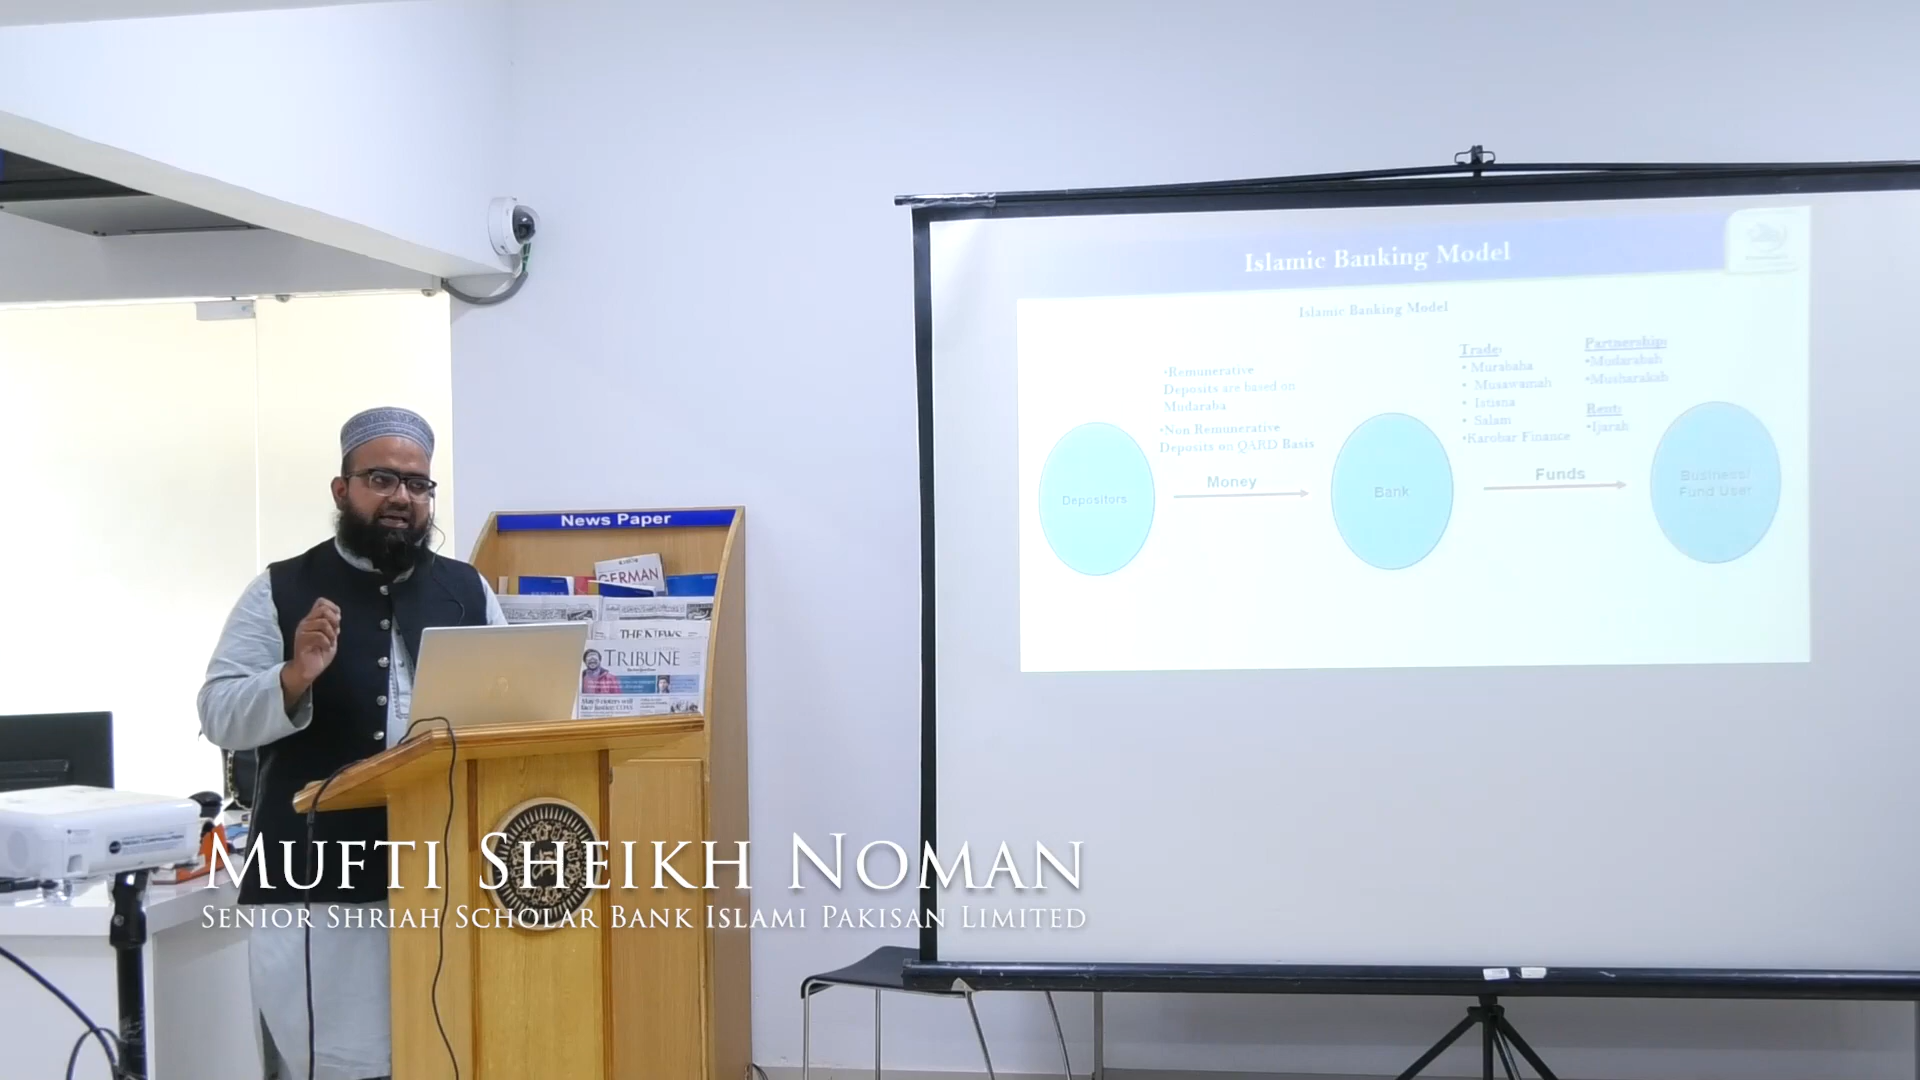 Islamic Banking Model
Islamic Banking Model
•Remunerative
Deposits are based on
Modaraba
•Non Remunerative
Deposits on QARD Basis
Trade:
• Murabaha
• Musawamah
• Istisna
• Salam
•Karobar Finance
Partnership:
•Mudarabah
•Musharakah
Rent:
•Ijarah
Depositors
Money
Bank
Funds
Business/
Fund User
News Paper
GERMAN
THE NEWS
TRIBUNE
MUFTI SHEIKH NOMAN
SENIOR SHRIAH SCHOLAR BANK ISLAMI PAKISAN LIMITED